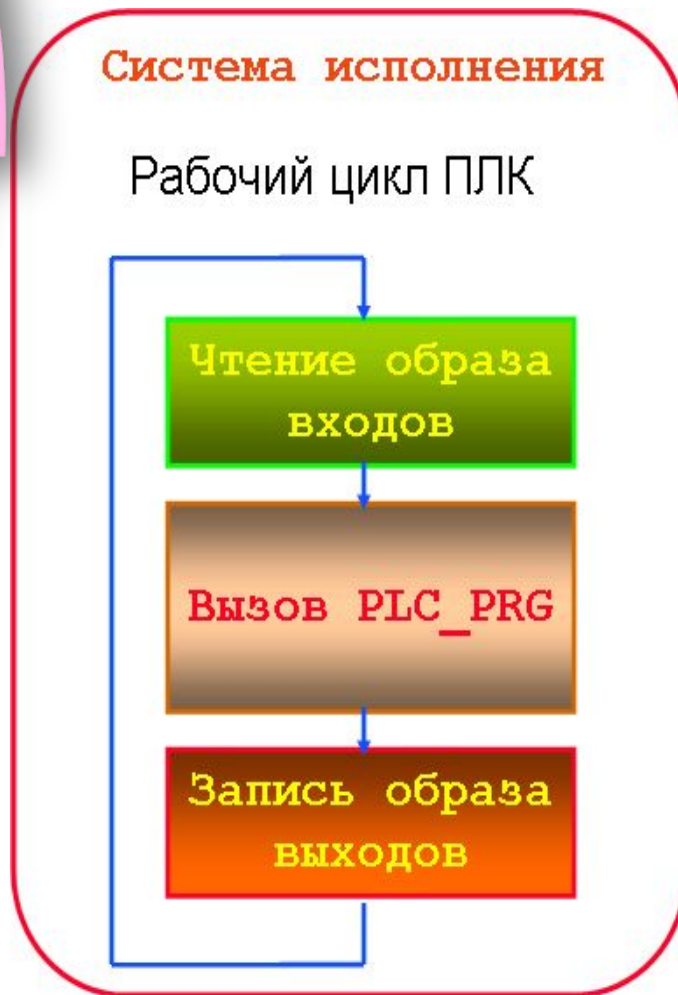 Система исполнения
Рабочий цикл ПЛК
Чтение образа
входов
Вызов PLC_PRG
Запись образа
выходов